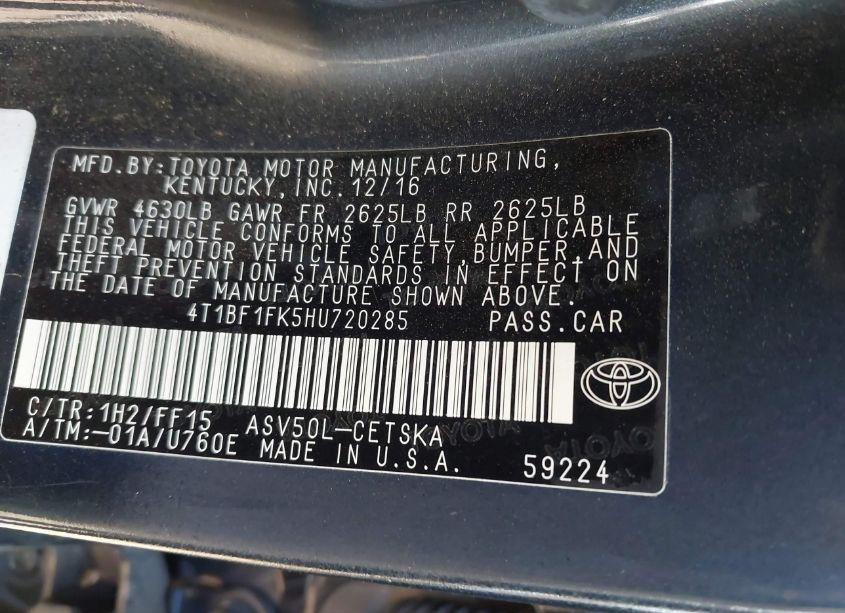 MFD.BY:TOYOTA MOTOR MANUFACTURING,
KENTUCKY,INC.12/16
GVWR 4630LB GAWR FR 2625LB RR 2625LB
THIS VEHICLE CONFORMS TO ALL APPLICABLE
FEDERAL MOTOR VEHICLE SAFETY,BUMPER,AND
THEFT PREVENTION STANDARDS IN EFFECT ON
THE DATE OF MANUFACTURE SHOWN ABOVE.
4T1BF1FK5HU720285 PASS.CAR
C/TR:1H2/FF15 ASV50L-CETSKA
A/TM:-01A/U760E MADE IN U.S.A. 59224